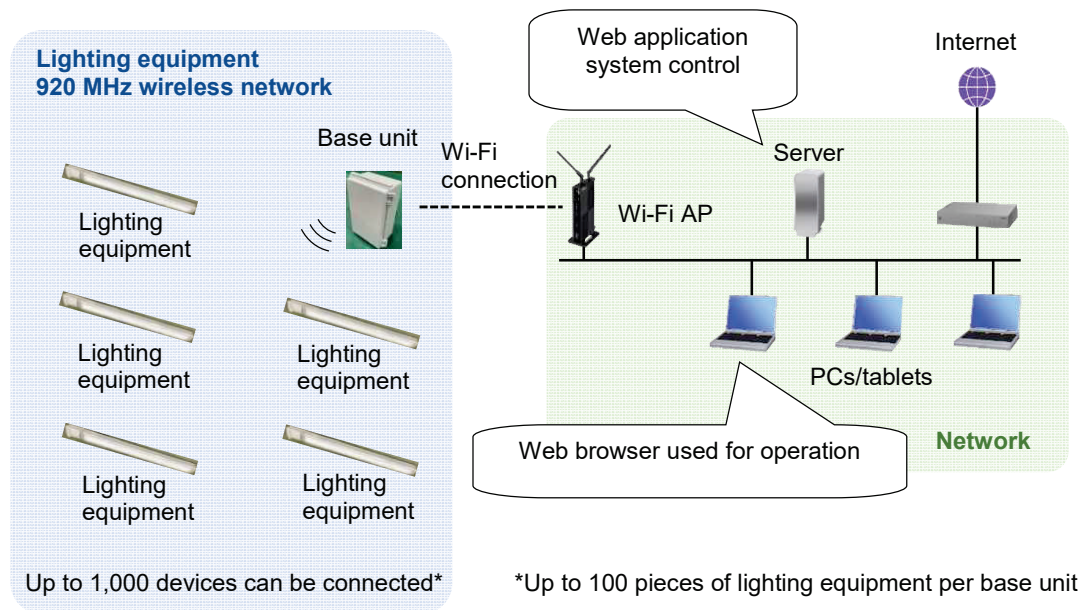 Lighting equipment
920 MHz wireless network
Base unit
Wi-Fi
connection
Web application
system control
Internet
Server
Wi-Fi AP
Lighting
equipment
Lighting
equipment
Lighting
equipment
PCs/tablets
Lighting
equipment
Lighting
equipment
Web browser used for operation
Network
Up to 1,000 devices can be connected*
*Up to 100 pieces of lighting equipment per base unit